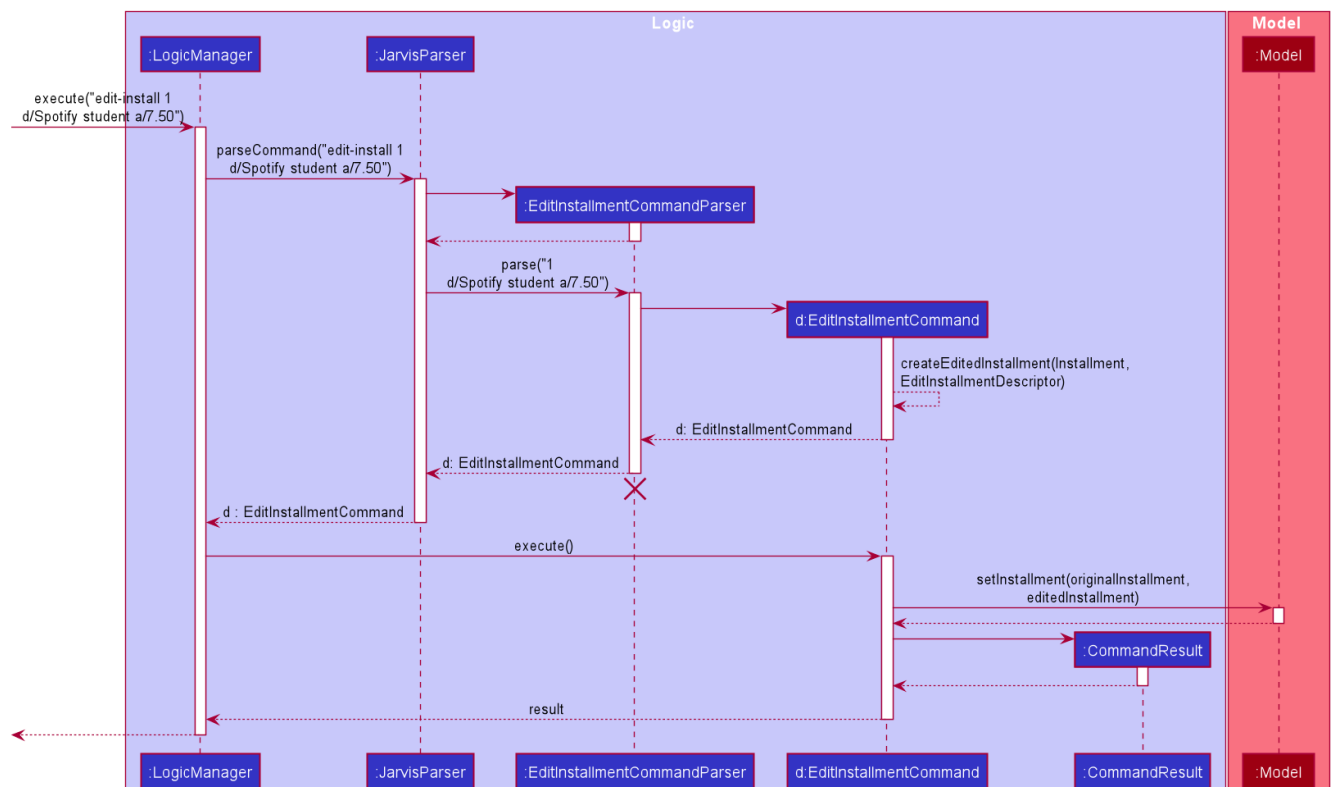 Logic
Model
:LogicManager
:JarvisParser
:Model
execute("edit-install 1
d/Spotify student a/7.50")
parseCommand("edit-install 1
d/Spotify student a/7.50")
:EditInstallmentCommandParser
parse("1
d/Spotify student a/7.50")
d:EditInstallmentCommand
createEditedInstallment(Installment,
EditInstallmentDescriptor)
d: EditInstallmentCommand
d: EditInstallmentCommand
d : EditInstallmentCommand
execute()
setInstallment(originalInstallment,
editedInstallment)
:CommandResult
result
:LogicManager
:JarvisParser
:EditInstallmentCommandParser
d:EditInstallmentCommand
:CommandResult
:Model